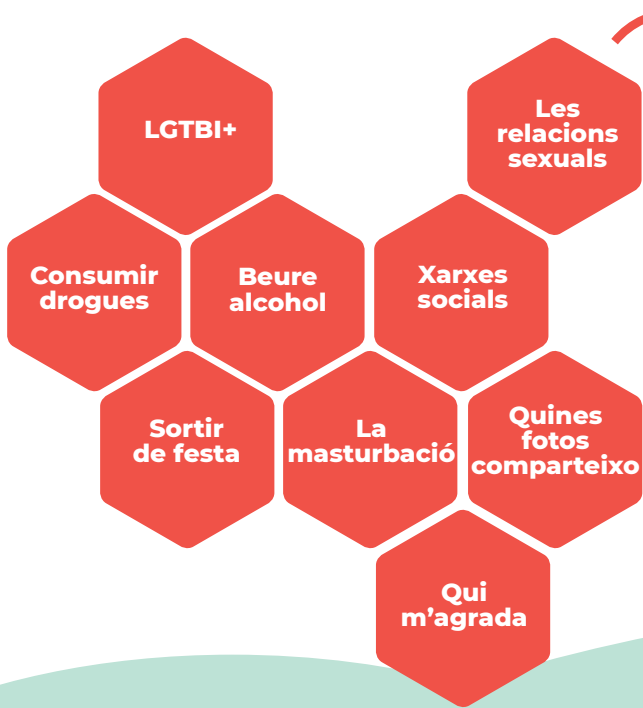 LGTBI+
Les
relacions
sexuals
Consumir
drogues
Beure
alcohol
Xarxes
socials
Sortir
de festa
La
masturbació
Quines
fotos
comparteixo
Qui
m’agrada